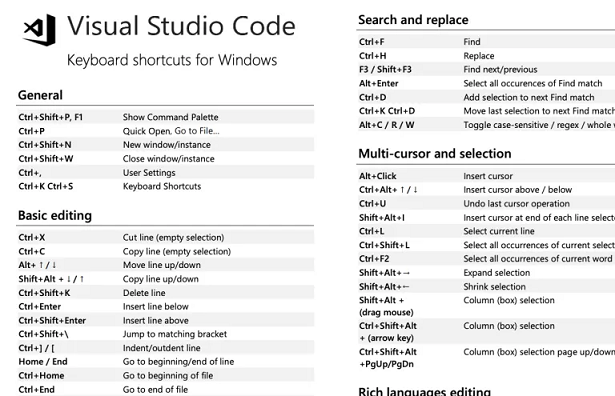 Visual Studio Code
Keyboard shortcuts for Windows
General
Ctrl+Shift+P, F1 Show Command Palette
Ctrl+P Quick Open, Go to File...
Ctrl+Shift+N New window/instance
Ctrl+Shift+W Close window/instance
Ctrl+, User Settings
Ctrl+K Ctrl+S Keyboard Shortcuts
Basic editing
Ctrl+X Cut line (empty selection)
Ctrl+C Copy line (empty selection)
Alt+ ↑ / ↓ Move line up/down
Shift+Alt + ↓ / ↑ Copy line up/down
Ctrl+Shift+K Delete line
Ctrl+Enter Insert line below
Ctrl+Shift+Enter Insert line above
Ctrl+Shift+\ Jump to matching bracket
Ctrl+] / [ Indent/outdent line
Home / End Go to beginning/end of line
Ctrl+Home Go to beginning of file
Ctrl+End Go to end of file
Search and replace
Ctrl+F Find
Ctrl+H Replace
F3 / Shift+F3 Find next/previous
Alt+Enter Select all occurences of Find match
Ctrl+D Add selection to next Find match
Ctrl+K Ctrl+D Move last selection to next Find match
Alt+C / R / W Toggle case-sensitive / regex / whole
Multi-cursor and selection
Alt+Click Insert cursor
Ctrl+Alt+ ↑ / ↓ Insert cursor above / below
Ctrl+U Undo last cursor operation
Shift+Alt+I Insert cursor at end of each line
Ctrl+L Select current line
Ctrl+Shift+L Select all occurrences of current
Ctrl+F2 Select all occurrences of current word
Shift+Alt+→ Expand selection
Shift+Alt+← Shrink selection
Shift+Alt + Column (box) selection
(drag mouse)
Ctrl+Shift+Alt Column (box) selection
+ (arrow key)
Ctrl+Shift+Alt Column (box) selection page up/down
+PgUp/PgDn
Rich languages editing